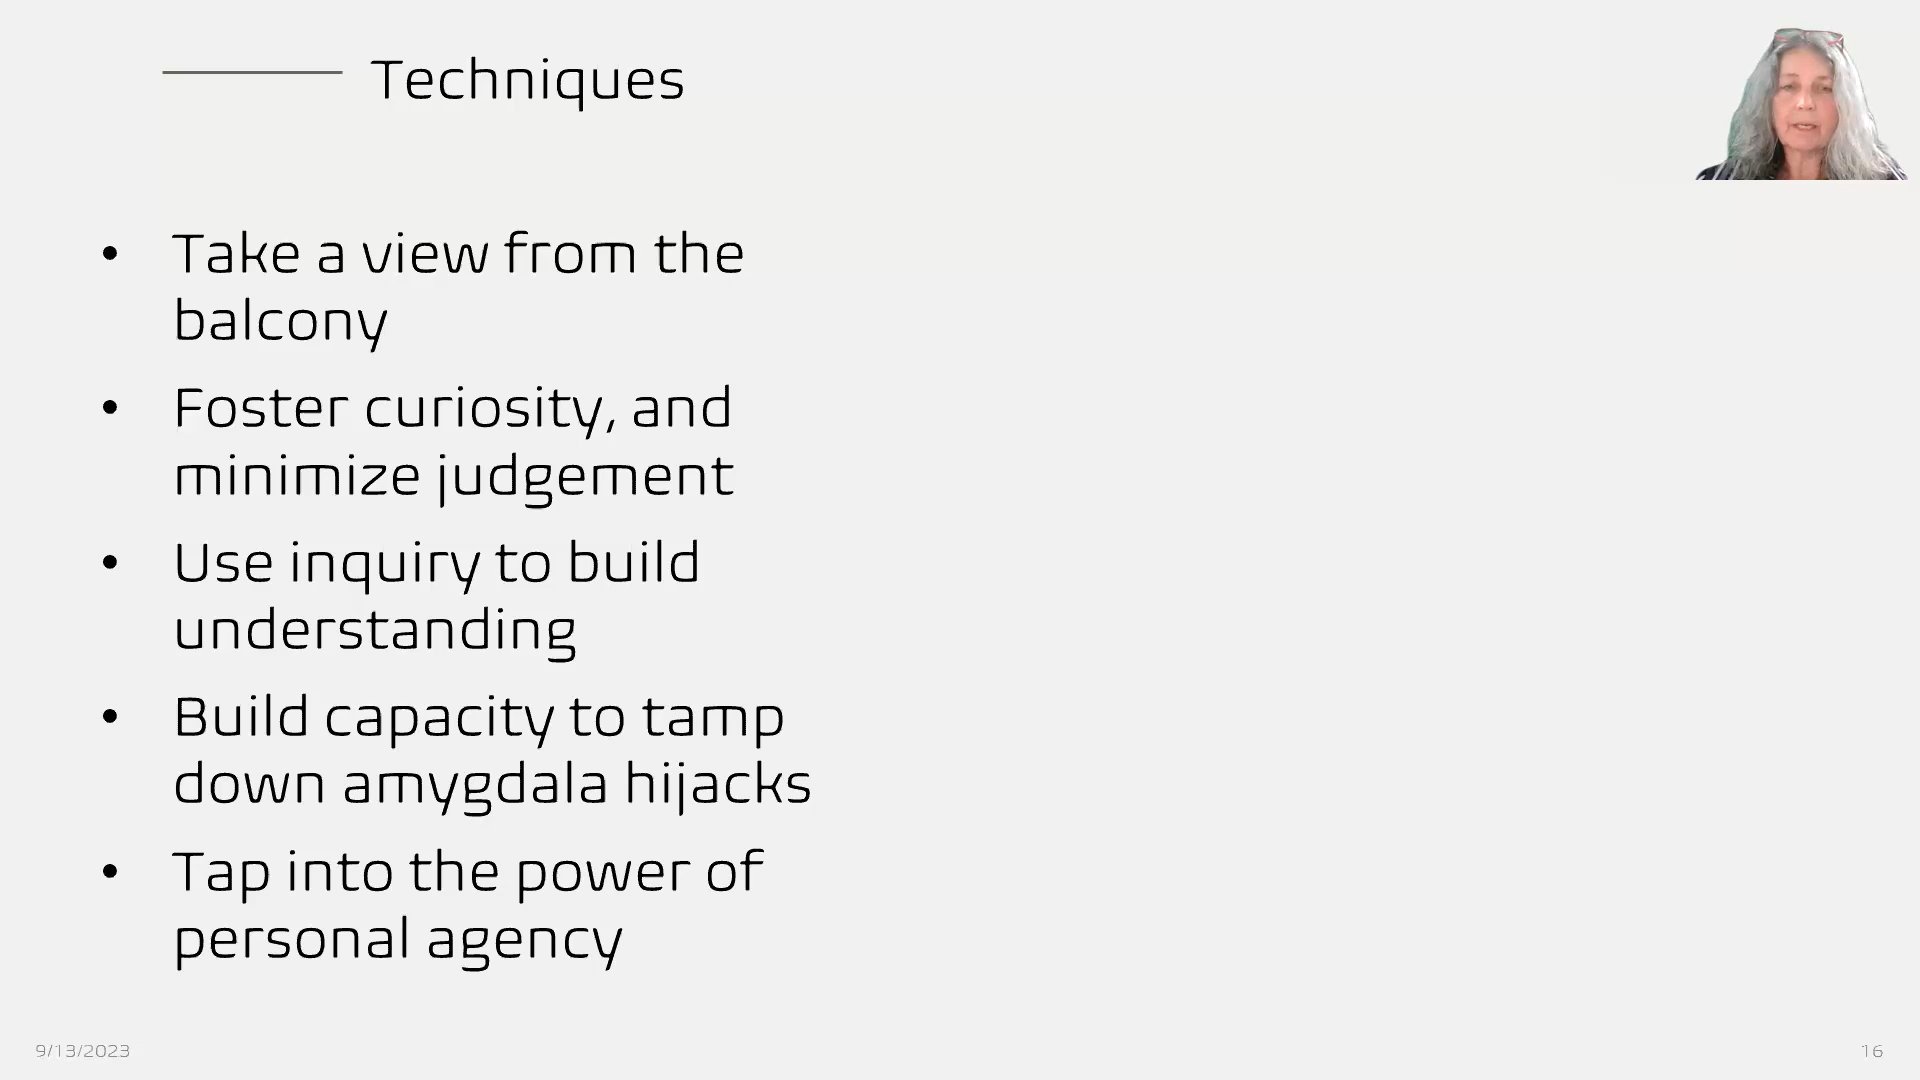 Techniques
• Take a view from the
balcony
• Foster curiosity, and
minimize judgement
• Use inquiry to build
understanding
• Build capacity to tamp
down amygdala hijacks
• Tap into the power of
personal agency
9/13/2023
16